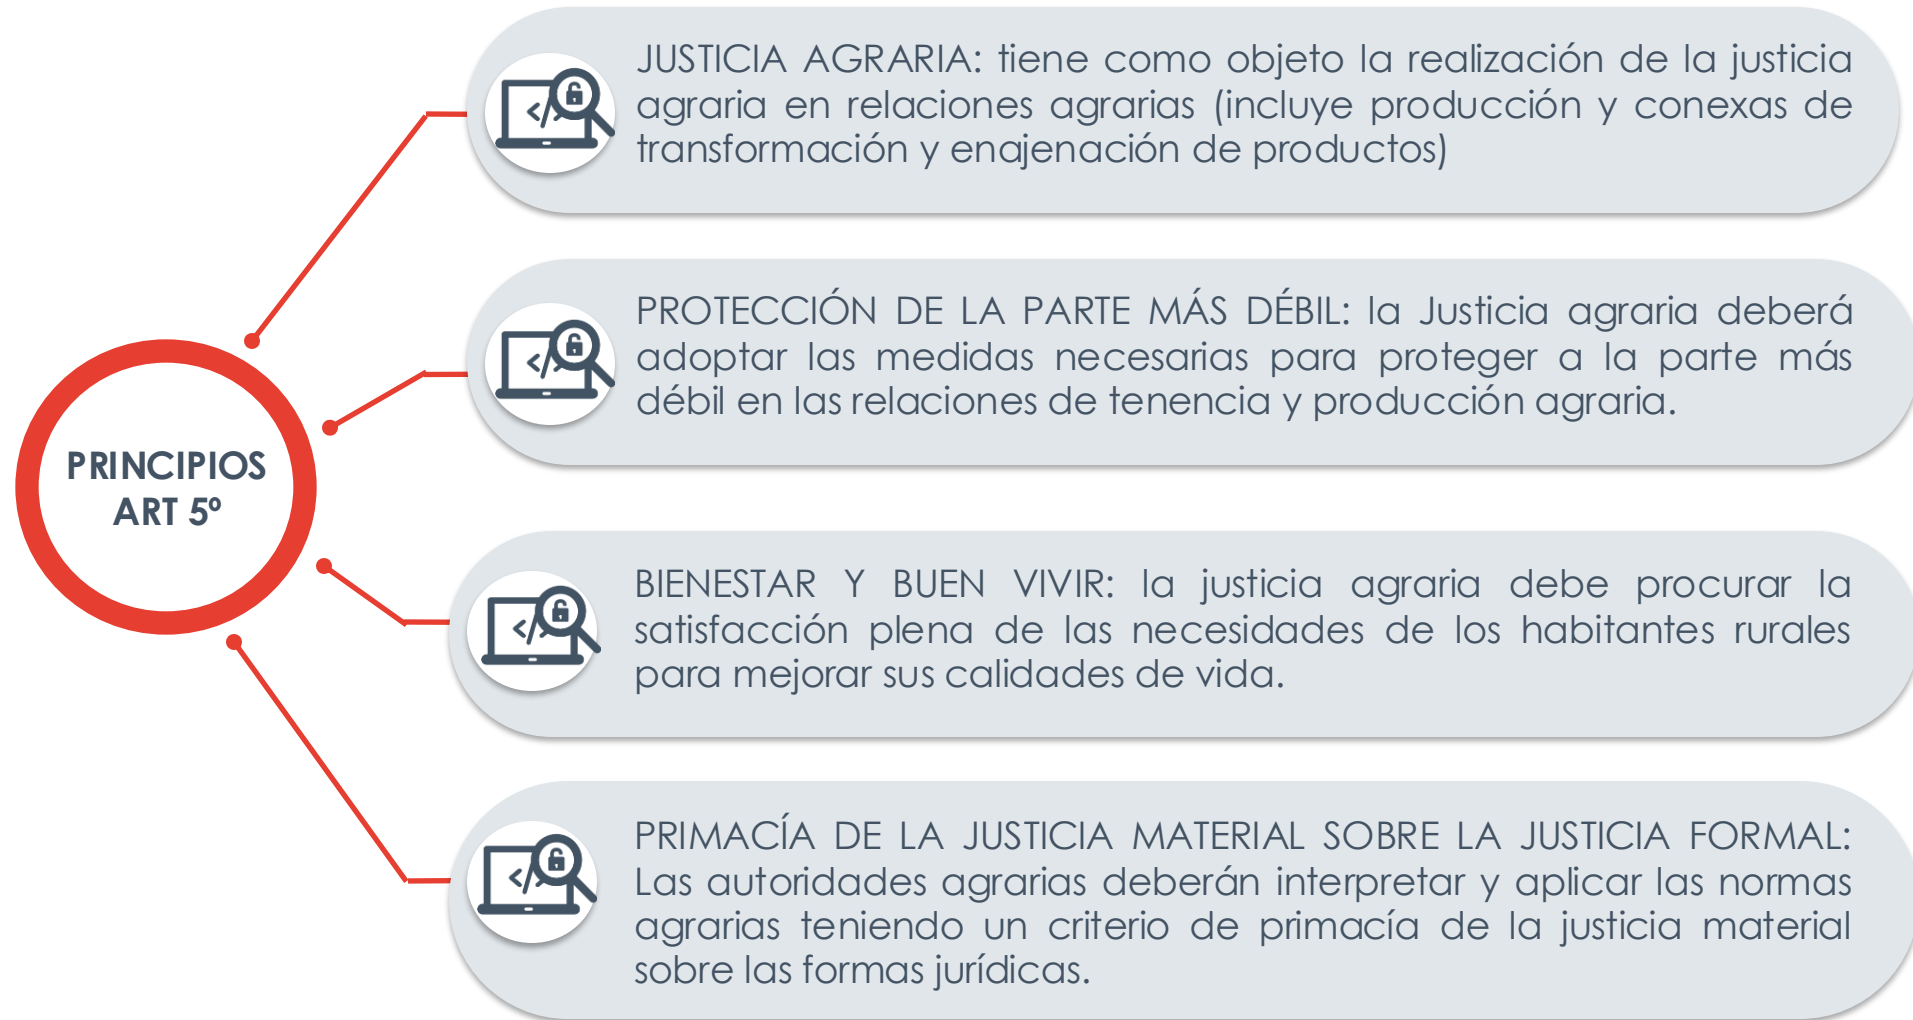 PRINCIPIOS
ART 5º
JUSTICIA AGRARIA: tiene como objeto la realización de la justicia
agraria en relaciones agrarias (incluye producción y conexas de
transformación y enajenación de productos)
PROTECCIÓN DE LA PARTE MÁS DÉBIL: la Justicia agraria deberá
adoptar las medidas necesarias para proteger a la parte más
débil en las relaciones de tenencia y producción agraria.
BIENESTAR Y BUEN VIVIR: la justicia agraria debe procurar la
satisfacción plena de las necesidades de los habitantes rurales
para mejorar sus calidades de vida.
PRIMACÍA DE LA JUSTICIA MATERIAL SOBRE LA JUSTICIA FORMAL:
Las autoridades agrarias deberán interpretar y aplicar las normas
agrarias teniendo un criterio de primacía de la justicia material
sobre las formas jurídicas.